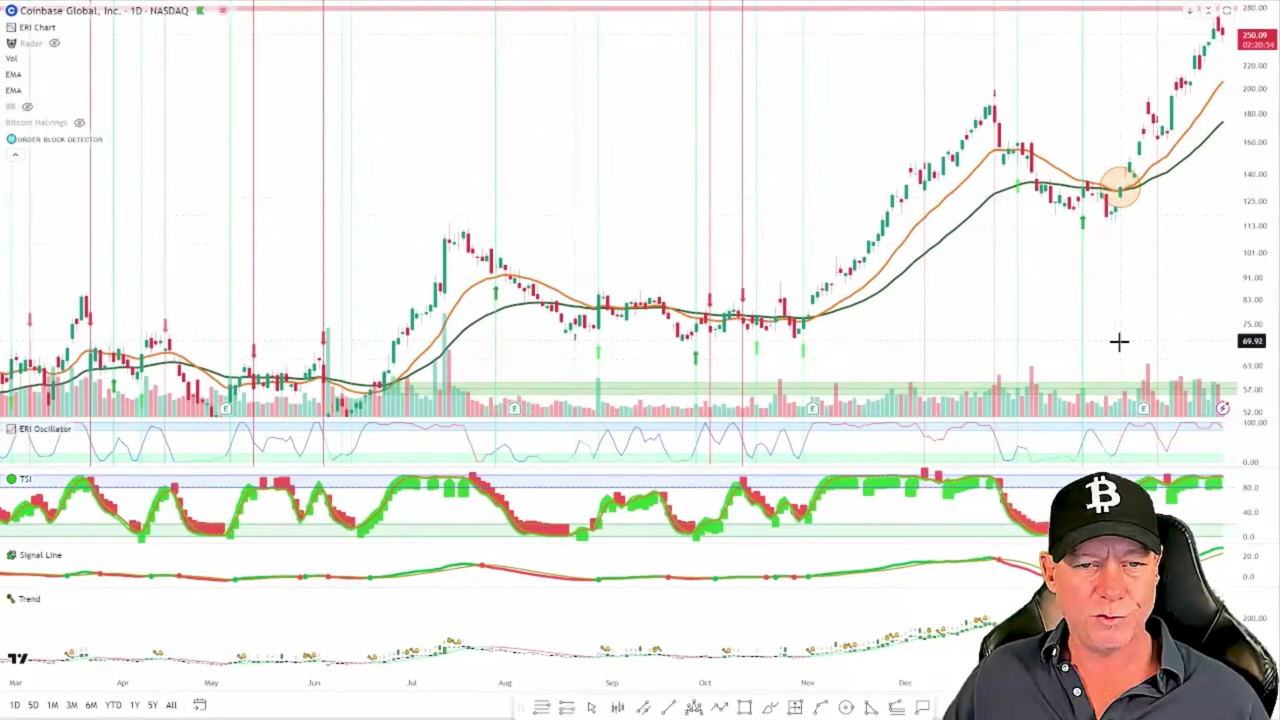 Coinbase Global, Inc. · 1D · NASDAQ
ERI Chart
Radar
Vol
EMA
EMA
BB
Bitcoin Halvings
ORDER BLOCK DETECTOR
280.00
250.09
02:20:54
220.00
200.00
180.00
160.00
140.00
125.00
113.00
101.00
91.00
83.00
75.00
69.92
63.00
57.00
52.00
E E E E
ERI Oscillator
100.00
0.00
TSI
80.0
40.0
0.0
Signal Line
20.0
0.0
Trend
200.00
B
Mar Apr May Jun Jul Aug Sep Oct Nov Dec
1D 5D 1M 3M 6M YTD 1Y 5Y All